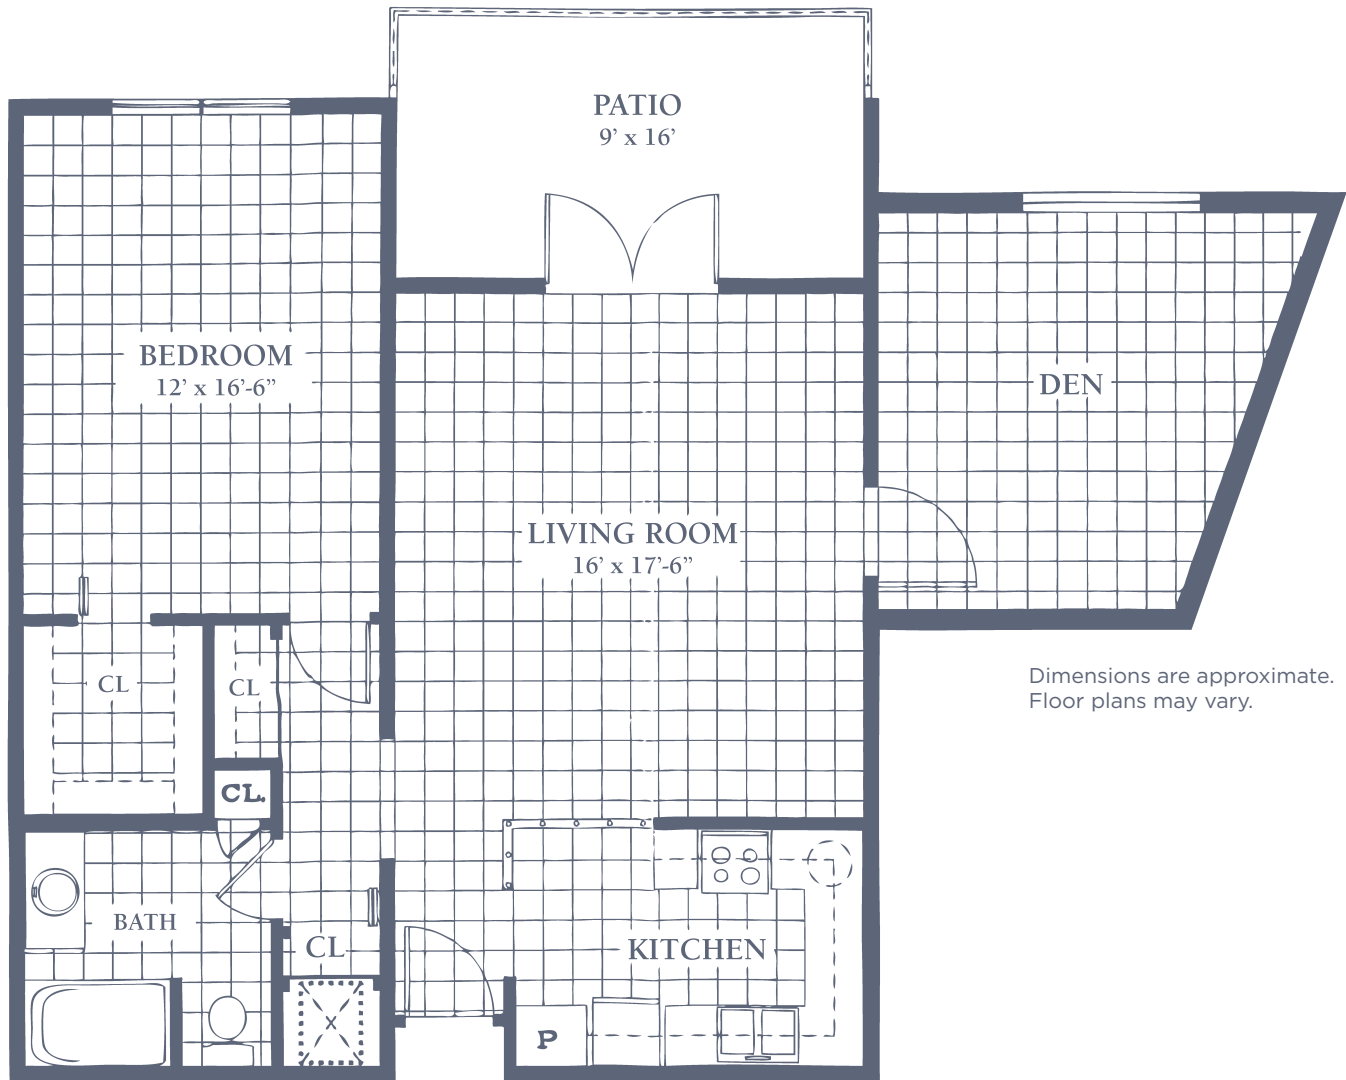 PATIO
9’ x 16’
BEDROOM
12’ x 16’-6”
DEN
LIVING ROOM
16’ x 17’-6”
Dimensions are approximate.
Floor plans may vary.
CL
CL
CL.
BATH
CL
KITCHEN
X
P